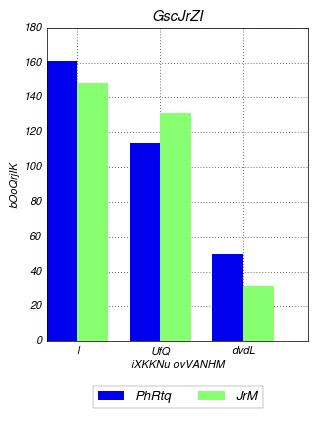 GscJrZI
180
160
140
120
100
80
60
40
20
0
bOoQrjIK
I UfQ dvdL
iXKKNu ovVANHM
PhRtq JrM